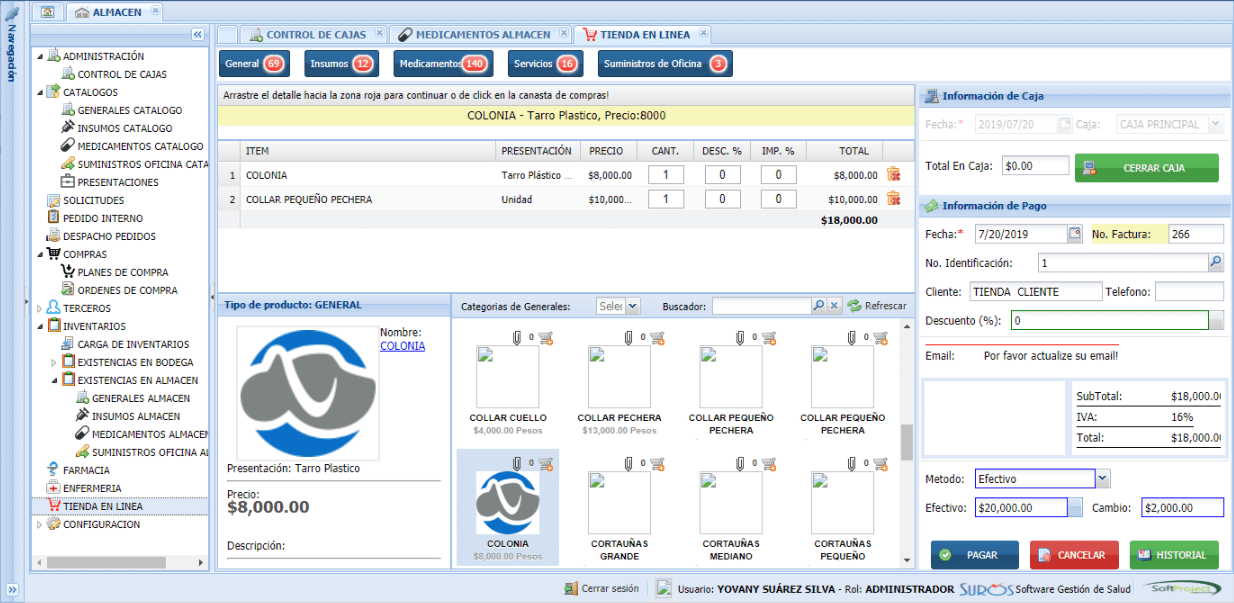 Navegación
ALMACEN
ADMINISTRACIÓN
CONTROL DE CAJAS
CATALOGOS
GENERALES CATALOGO
INSUMOS CATALOGO
MEDICAMENTOS CATALOGO
SUMINISTROS OFICINA CATA
PRESENTACIONES
SOLICITUDES
PEDIDO INTERNO
DESPACHO PEDIDOS
COMPRAS
PLANES DE COMPRA
ORDENES DE COMPRA
TERCEROS
INVENTARIOS
CARGA DE INVENTARIOS
EXISTENCIAS EN BODEGA
EXISTENCIAS EN ALMACEN
GENERALES ALMACEN
INSUMOS ALMACEN
MEDICAMENTOS ALMACEN
SUMINISTROS OFICINA AL
FARMACIA
ENFERMERIA
TIENDA EN LINEA
CONFIGURACION
CONTROL DE CAJAS MEDICAMENTOS ALMACEN TIENDA EN LINEA
General 69 Insumos 12 Medicamentos 140 Servicios 16 Suministros de Oficina 3
Arrastre el detalle hacia la zona roja para continuar o de click en la canasta de compras!
COLONIA - Tarro Plastico, Precio:8000
ITEM PRESENTACIÓN PRECIO CANT. DESC. % IMP. % TOTAL
1 COLONIA Tarro Plástico ... $8,000.00 1 0 0 $8,000.00
2 COLLAR PEQUEÑO PECHERA Unidad $10,000... 1 0 0 $10,000.00
$18,000.00
Tipo de producto: GENERAL
Nombre:
COLONIA
Presentación: Tarro Plastico
Precio:
$8,000.00
Descripción:
Categorias de Generales: Selec Buscador: Refrescar
0 0 0 0
COLLAR CUELLO COLLAR PECHERA COLLAR PEQUEÑO COLLAR PEQUEÑO
$4,000.00 Pesos $13,000.00 Pesos PECHERA PECHERA
0 0 0 0
COLONIA CORTAUÑAS CORTAUÑAS CORTAUÑAS
$8,000.00 Pesos GRANDE MEDIANO PEQUEÑO
Información de Caja
Fecha:* 2019/07/20 Caja: CAJA PRINCIPAL
Total En Caja: $0.00 CERRAR CAJA
Información de Pago
Fecha:* 7/20/2019 No. Factura: 266
No. Identificación: 1
Cliente: TIENDA CLIENTE Telefono:
Descuento (%): 0
Email: Por favor actualize su email!
SubTotal: $18,000.0
IVA: 16%
Total: $18,000.0
Metodo: Efectivo
Efectivo: $20,000.00 Cambio: $2,000.00
PAGAR CANCELAR HISTORIAL
Cerrar sesión Usuario: YOVANY SUÁREZ SILVA - Rol: ADMINISTRADOR SUROS Software Gestión de Salud SoftProject